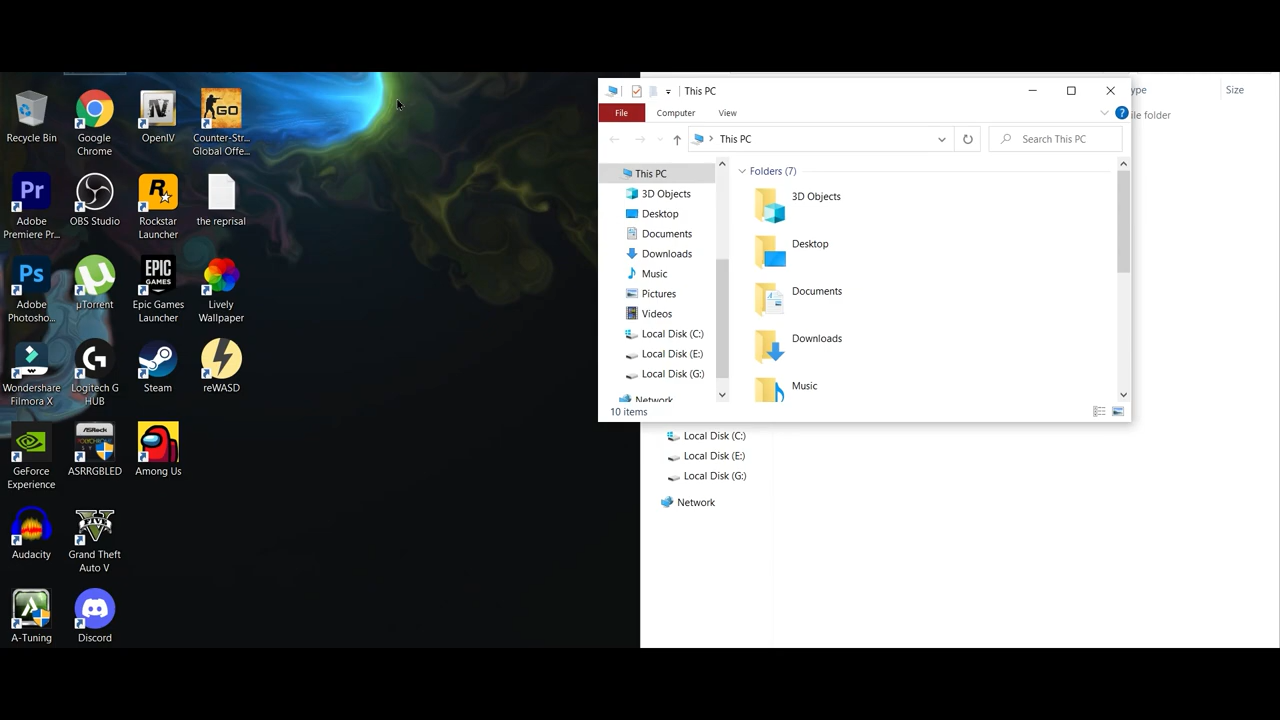 Recycle Bin
Google
Chrome
OpenIV
Counter-Str...
Global Offe...
Adobe
Premiere Pr...
OBS Studio
Rockstar
Launcher
the reprisal
Adobe
Photosho...
µTorrent
EPIC
GAMES
Epic Games
Launcher
Lively
Wallpaper
Wondershare
Filmora X
Logitech G
HUB
Steam
reWASD
GeForce
Experience
ASRRGBLED
Among Us
Audacity
Grand Theft
Auto V
A-Tuning
Discord
This PC
File
Computer
View
This PC
Search This PC
This PC
3D Objects
Desktop
Documents
Downloads
Music
Pictures
Videos
Local Disk (C:)
Local Disk (E:)
Local Disk (G:)
Network
Folders (7)
3D Objects
Desktop
Documents
Downloads
Music
10 items
ype
Size
ile folder
Local Disk (C:)
Local Disk (E:)
Local Disk (G:)
Network